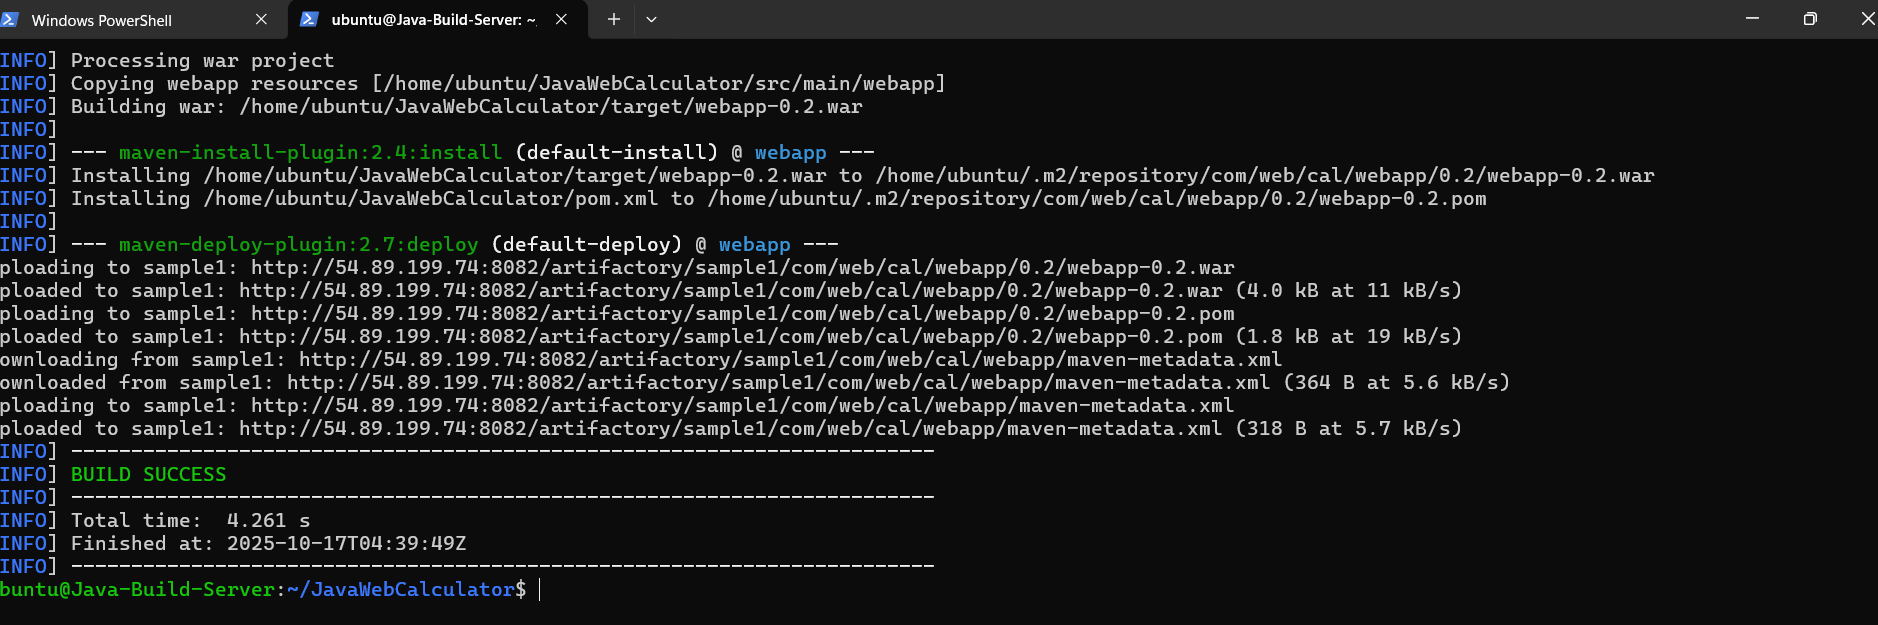 Windows PowerShell
ubuntu@Java-Build-Server: ~
INFO] Processing war project
INFO] Copying webapp resources [/home/ubuntu/JavaWebCalculator/src/main/webapp]
INFO] Building war: /home/ubuntu/JavaWebCalculator/target/webapp-0.2.war
INFO]
INFO] --- maven-install-plugin:2.4:install (default-install) @ webapp ---
INFO] Installing /home/ubuntu/JavaWebCalculator/target/webapp-0.2.war to /home/ubuntu/.m2/repository/com/web/cal/webapp/0.2/webapp-0.2.war
INFO] Installing /home/ubuntu/JavaWebCalculator/pom.xml to /home/ubuntu/.m2/repository/com/web/cal/webapp/0.2/webapp-0.2.pom
INFO]
INFO] --- maven-deploy-plugin:2.7:deploy (default-deploy) @ webapp ---
ploading to sample1: http://54.89.199.74:8082/artifactory/sample1/com/web/cal/webapp/0.2/webapp-0.2.war
ploaded to sample1: http://54.89.199.74:8082/artifactory/sample1/com/web/cal/webapp/0.2/webapp-0.2.war (4.0 kB at 11 kB/s)
ploading to sample1: http://54.89.199.74:8082/artifactory/sample1/com/web/cal/webapp/0.2/webapp-0.2.pom
ploaded to sample1: http://54.89.199.74:8082/artifactory/sample1/com/web/cal/webapp/0.2/webapp-0.2.pom (1.8 kB at 19 kB/s)
ownloading from sample1: http://54.89.199.74:8082/artifactory/sample1/com/web/cal/webapp/maven-metadata.xml
ownloaded from sample1: http://54.89.199.74:8082/artifactory/sample1/com/web/cal/webapp/maven-metadata.xml (364 B at 5.6 kB/s)
ploading to sample1: http://54.89.199.74:8082/artifactory/sample1/com/web/cal/webapp/maven-metadata.xml
ploaded to sample1: http://54.89.199.74:8082/artifactory/sample1/com/web/cal/webapp/maven-metadata.xml (318 B at 5.7 kB/s)
INFO] ------------------------------------------------------------------------
INFO] BUILD SUCCESS
INFO] ------------------------------------------------------------------------
INFO] Total time:  4.261 s
INFO] Finished at: 2025-10-17T04:39:49Z
INFO] ------------------------------------------------------------------------
buntu@Java-Build-Server:~/JavaWebCalculator$